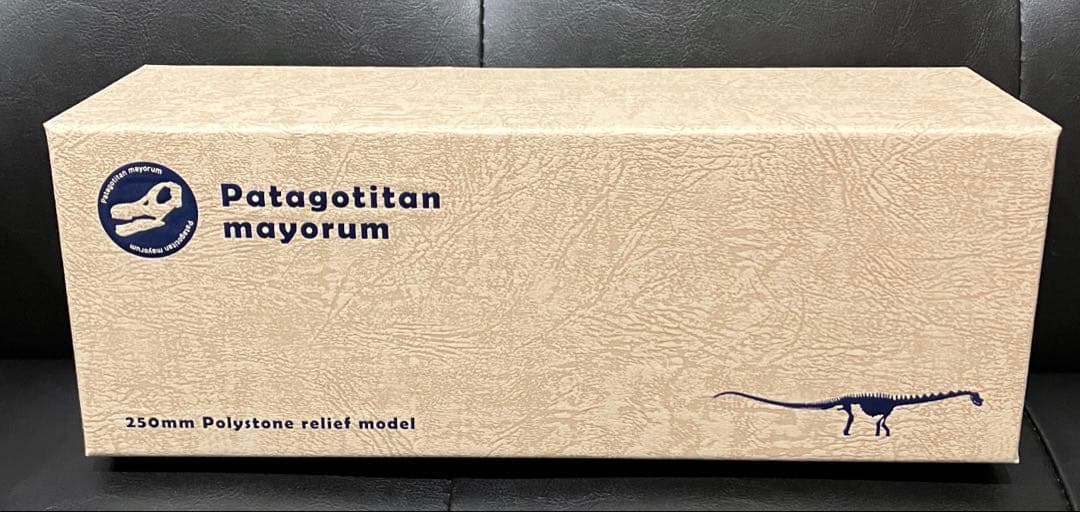 Patagotitan mayorum
Patagotitan mayorum
Patagotitan
mayorum
250mm Polystone relief model